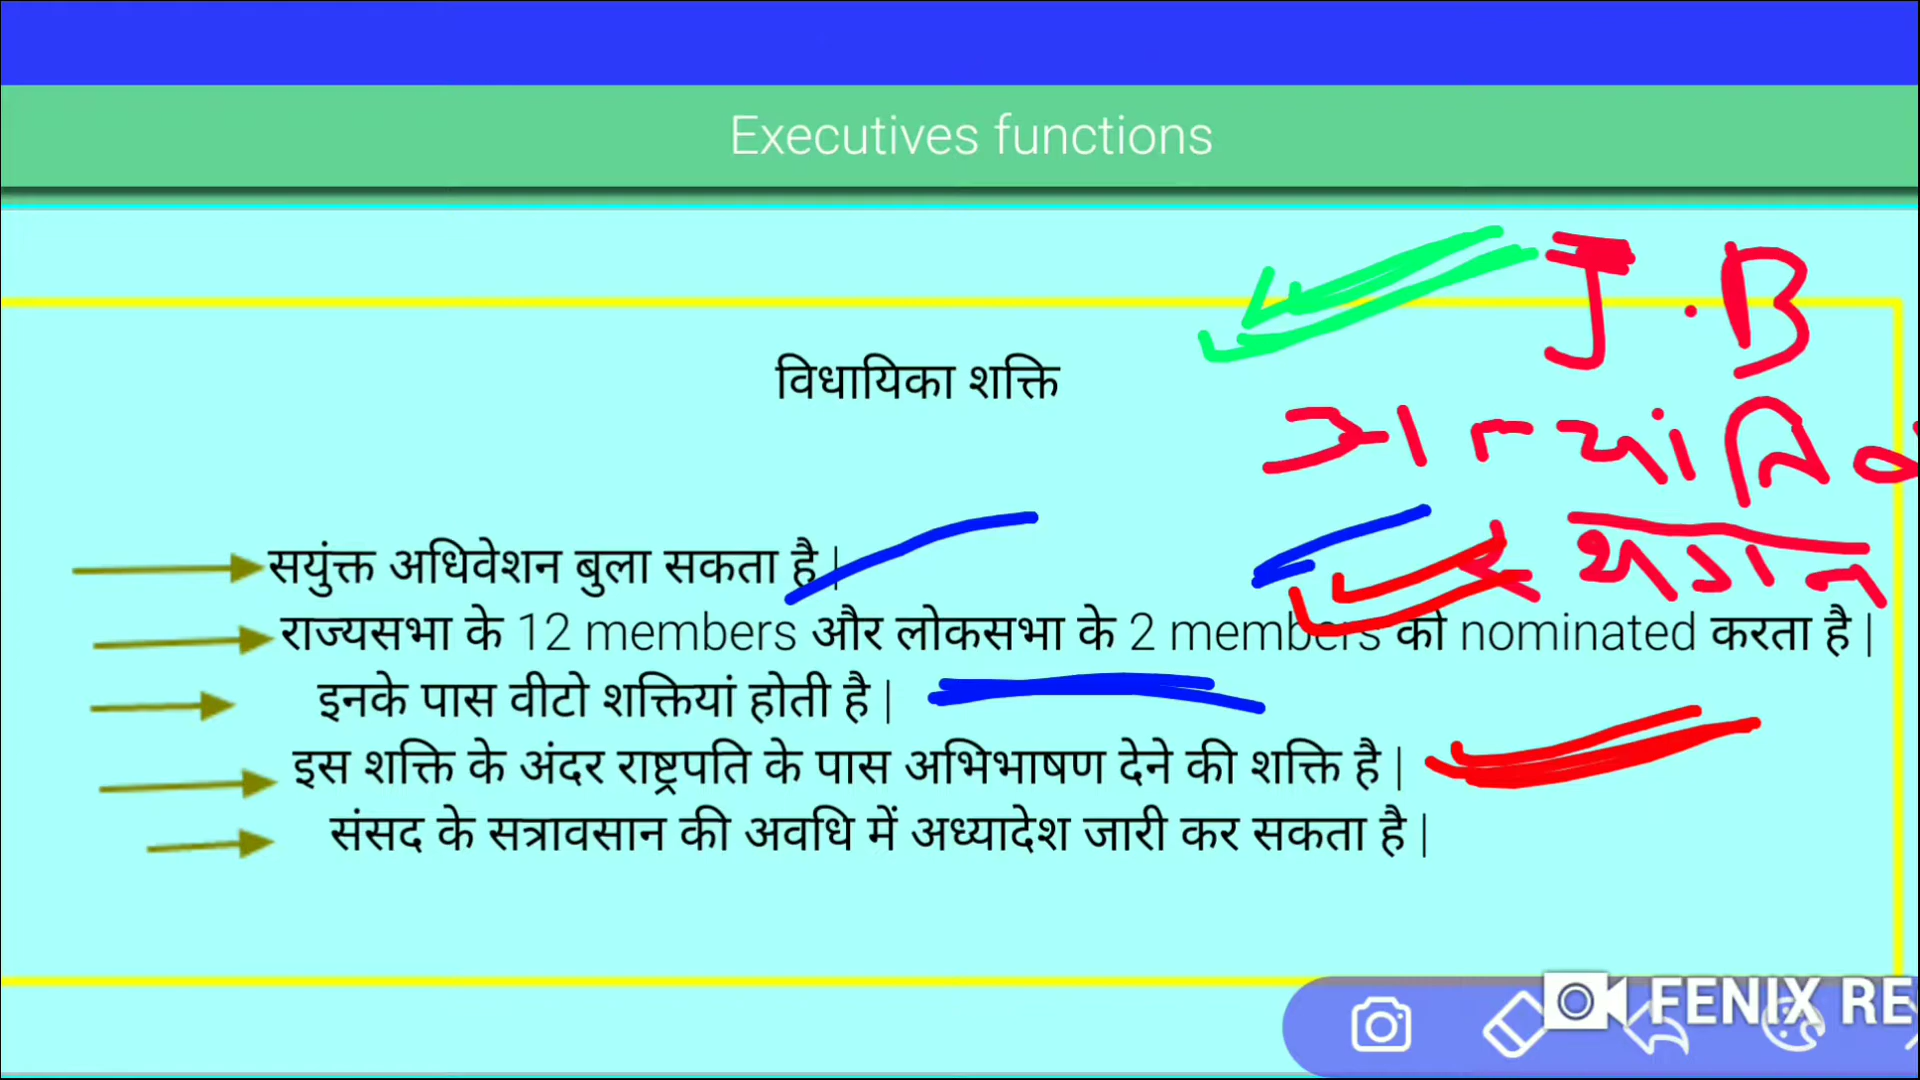 Executives functions
J.B
विधायिका शक्ति
सयुंक्त अधिवेशन बुला सकता है |
राज्यसभा के 12 members और लोकसभा के 2 members को nominated करता है |
इनके पास वीटो शक्तियां होती है |
इस शक्ति के अंदर राष्ट्रपति के पास अभिभाषण देने की शक्ति है |
संसद के सत्रावसान की अवधि में अध्यादेश जारी कर सकता है |
FENIX RE